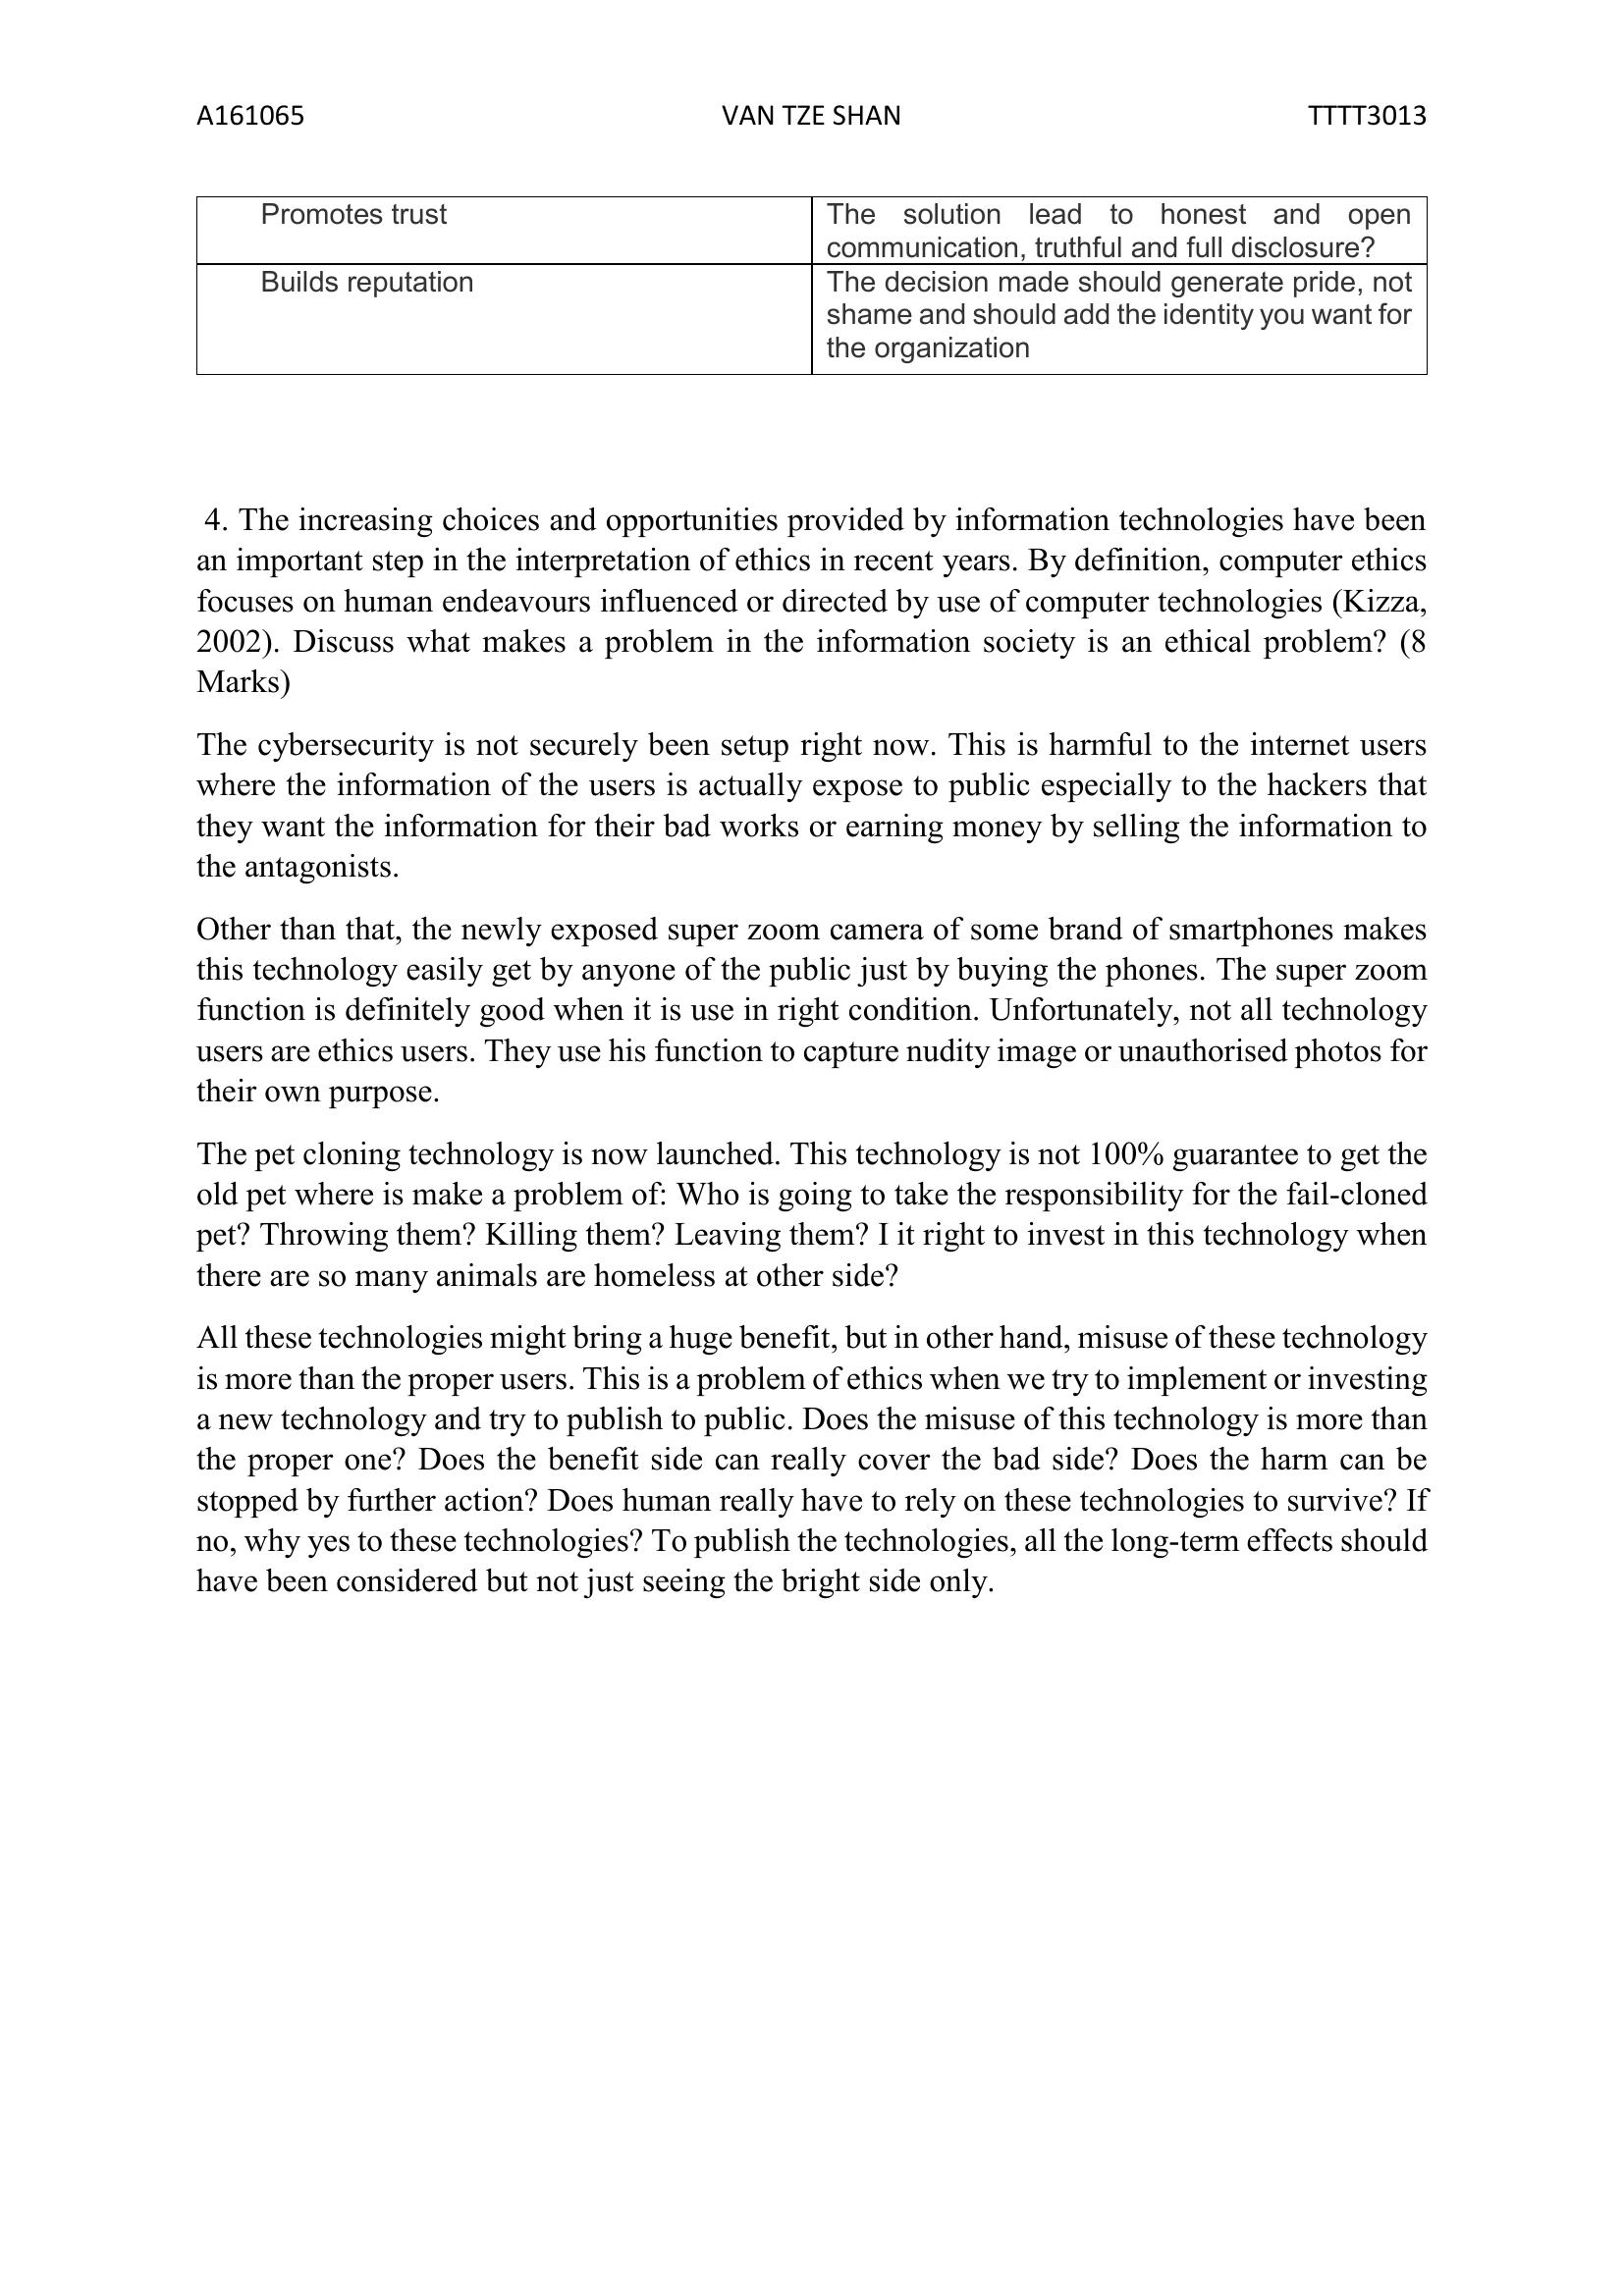 A161065 VAN TZE SHAN TTTT3013
Promotes trust The solution lead to honest and open
communication, truthful and full disclosure?
Builds reputation The decision made should generate pride, not
shame and should add the identity you want for
the organization
4. The increasing choices and opportunities provided by information technologies have been
an important step in the interpretation of ethics in recent years. By definition, computer ethics
focuses on human endeavours influenced or directed by use of computer technologies (Kizza,
2002). Discuss what makes a problem in the information society is an ethical problem? (8
Marks)
The cybersecurity is not securely been setup right now. This is harmful to the internet users
where the information of the users is actually expose to public especially to the hackers that
they want the information for their bad works or earning money by selling the information to
the antagonists.
Other than that, the newly exposed super zoom camera of some brand of smartphones makes
this technology easily get by anyone of the public just by buying the phones. The super zoom
function is definitely good when it is use in right condition. Unfortunately, not all technology
users are ethics users. They use his function to capture nudity image or unauthorised photos for
their own purpose.
The pet cloning technology is now launched. This technology is not 100% guarantee to get the
old pet where is make a problem of: Who is going to take the responsibility for the fail-cloned
pet? Throwing them? Killing them? Leaving them? I it right to invest in this technology when
there are so many animals are homeless at other side?
All these technologies might bring a huge benefit, but in other hand, misuse of these technology
is more than the proper users. This is a problem of ethics when we try to implement or investing
a new technology and try to publish to public. Does the misuse of this technology is more than
the proper one? Does the benefit side can really cover the bad side? Does the harm can be
stopped by further action? Does human really have to rely on these technologies to survive? If
no, why yes to these technologies? To publish the technologies, all the long-term effects should
have been considered but not just seeing the bright side only.